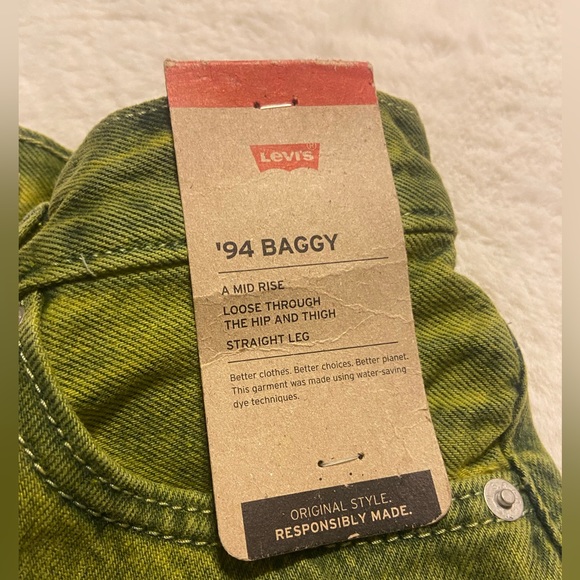 Levi's
'94 BAGGY
A MID RISE
LOOSE THROUGH
THE HIP AND THIGH
STRAIGHT LEG
Better clothes. Better choices. Better planet.
This garment was made using water-saving
dye techniques.
ORIGINAL STYLE.
RESPONSIBLY MADE.